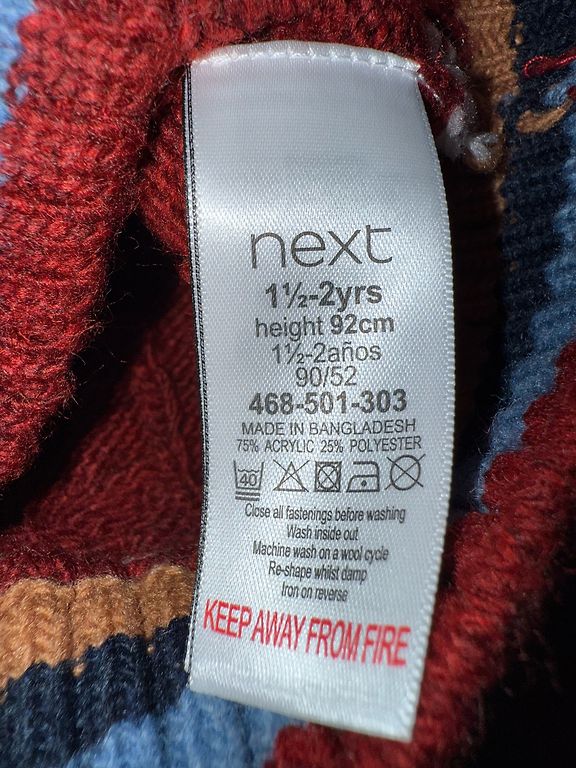 next
1½-2yrs
height 92cm
1½-2años
90/52
468-501-303
MADE IN BANGLADESH
75% ACRYLIC 25% POLYESTER
40
Close all fastenings before washing
Wash inside out
Machine wash on a wool cycle
Re-shape whilst damp
Iron on reverse
KEEP AWAY FROM FIRE